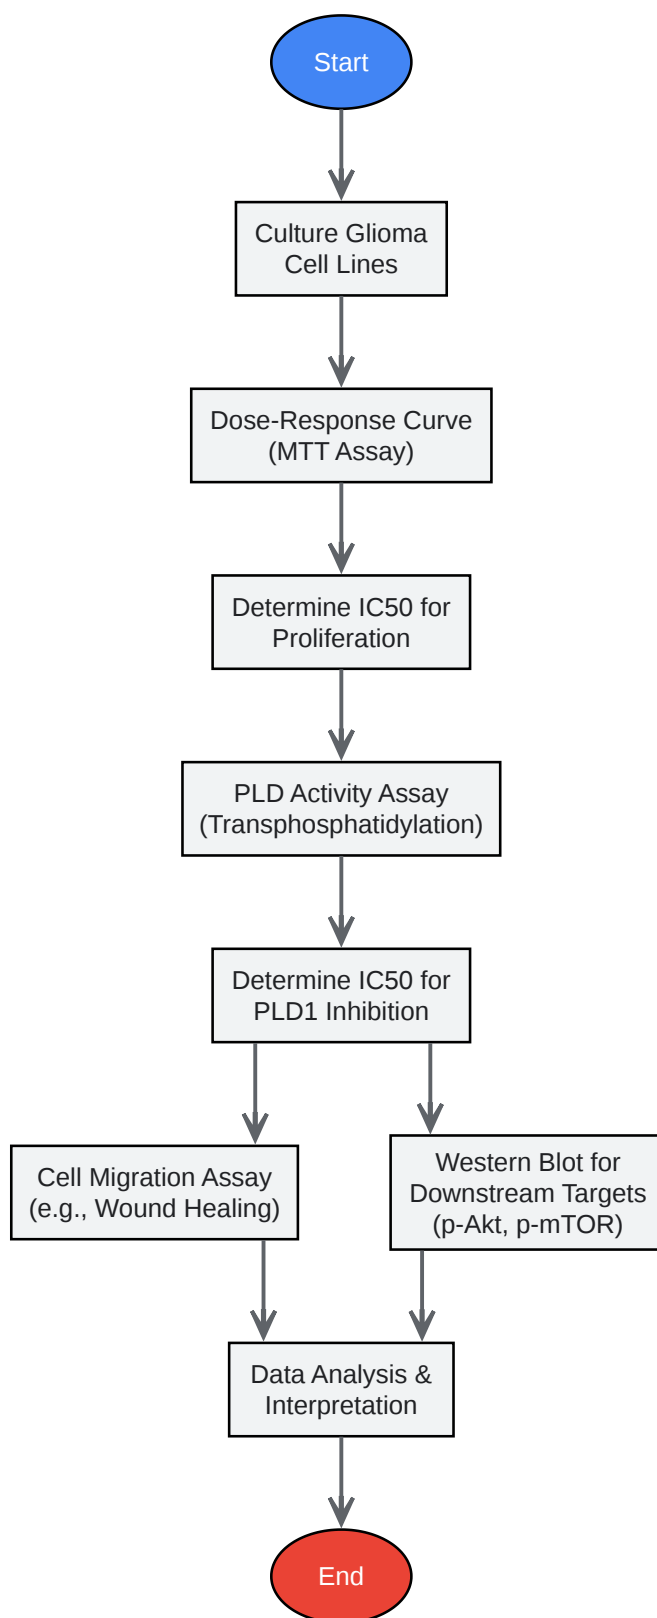 Start
Culture Glioma
Cell Lines
Dose-Response Curve
(MTT Assay)
Determine IC50 for
Proliferation
PLD Activity Assay
(Transphosphatidylation)
Determine IC50 for
PLD1 Inhibition
Cell Migration Assay
(e.g., Wound Healing)
Western Blot for
Downstream Targets
(p-Akt, p-mTOR)
Data Analysis &
Interpretation
End